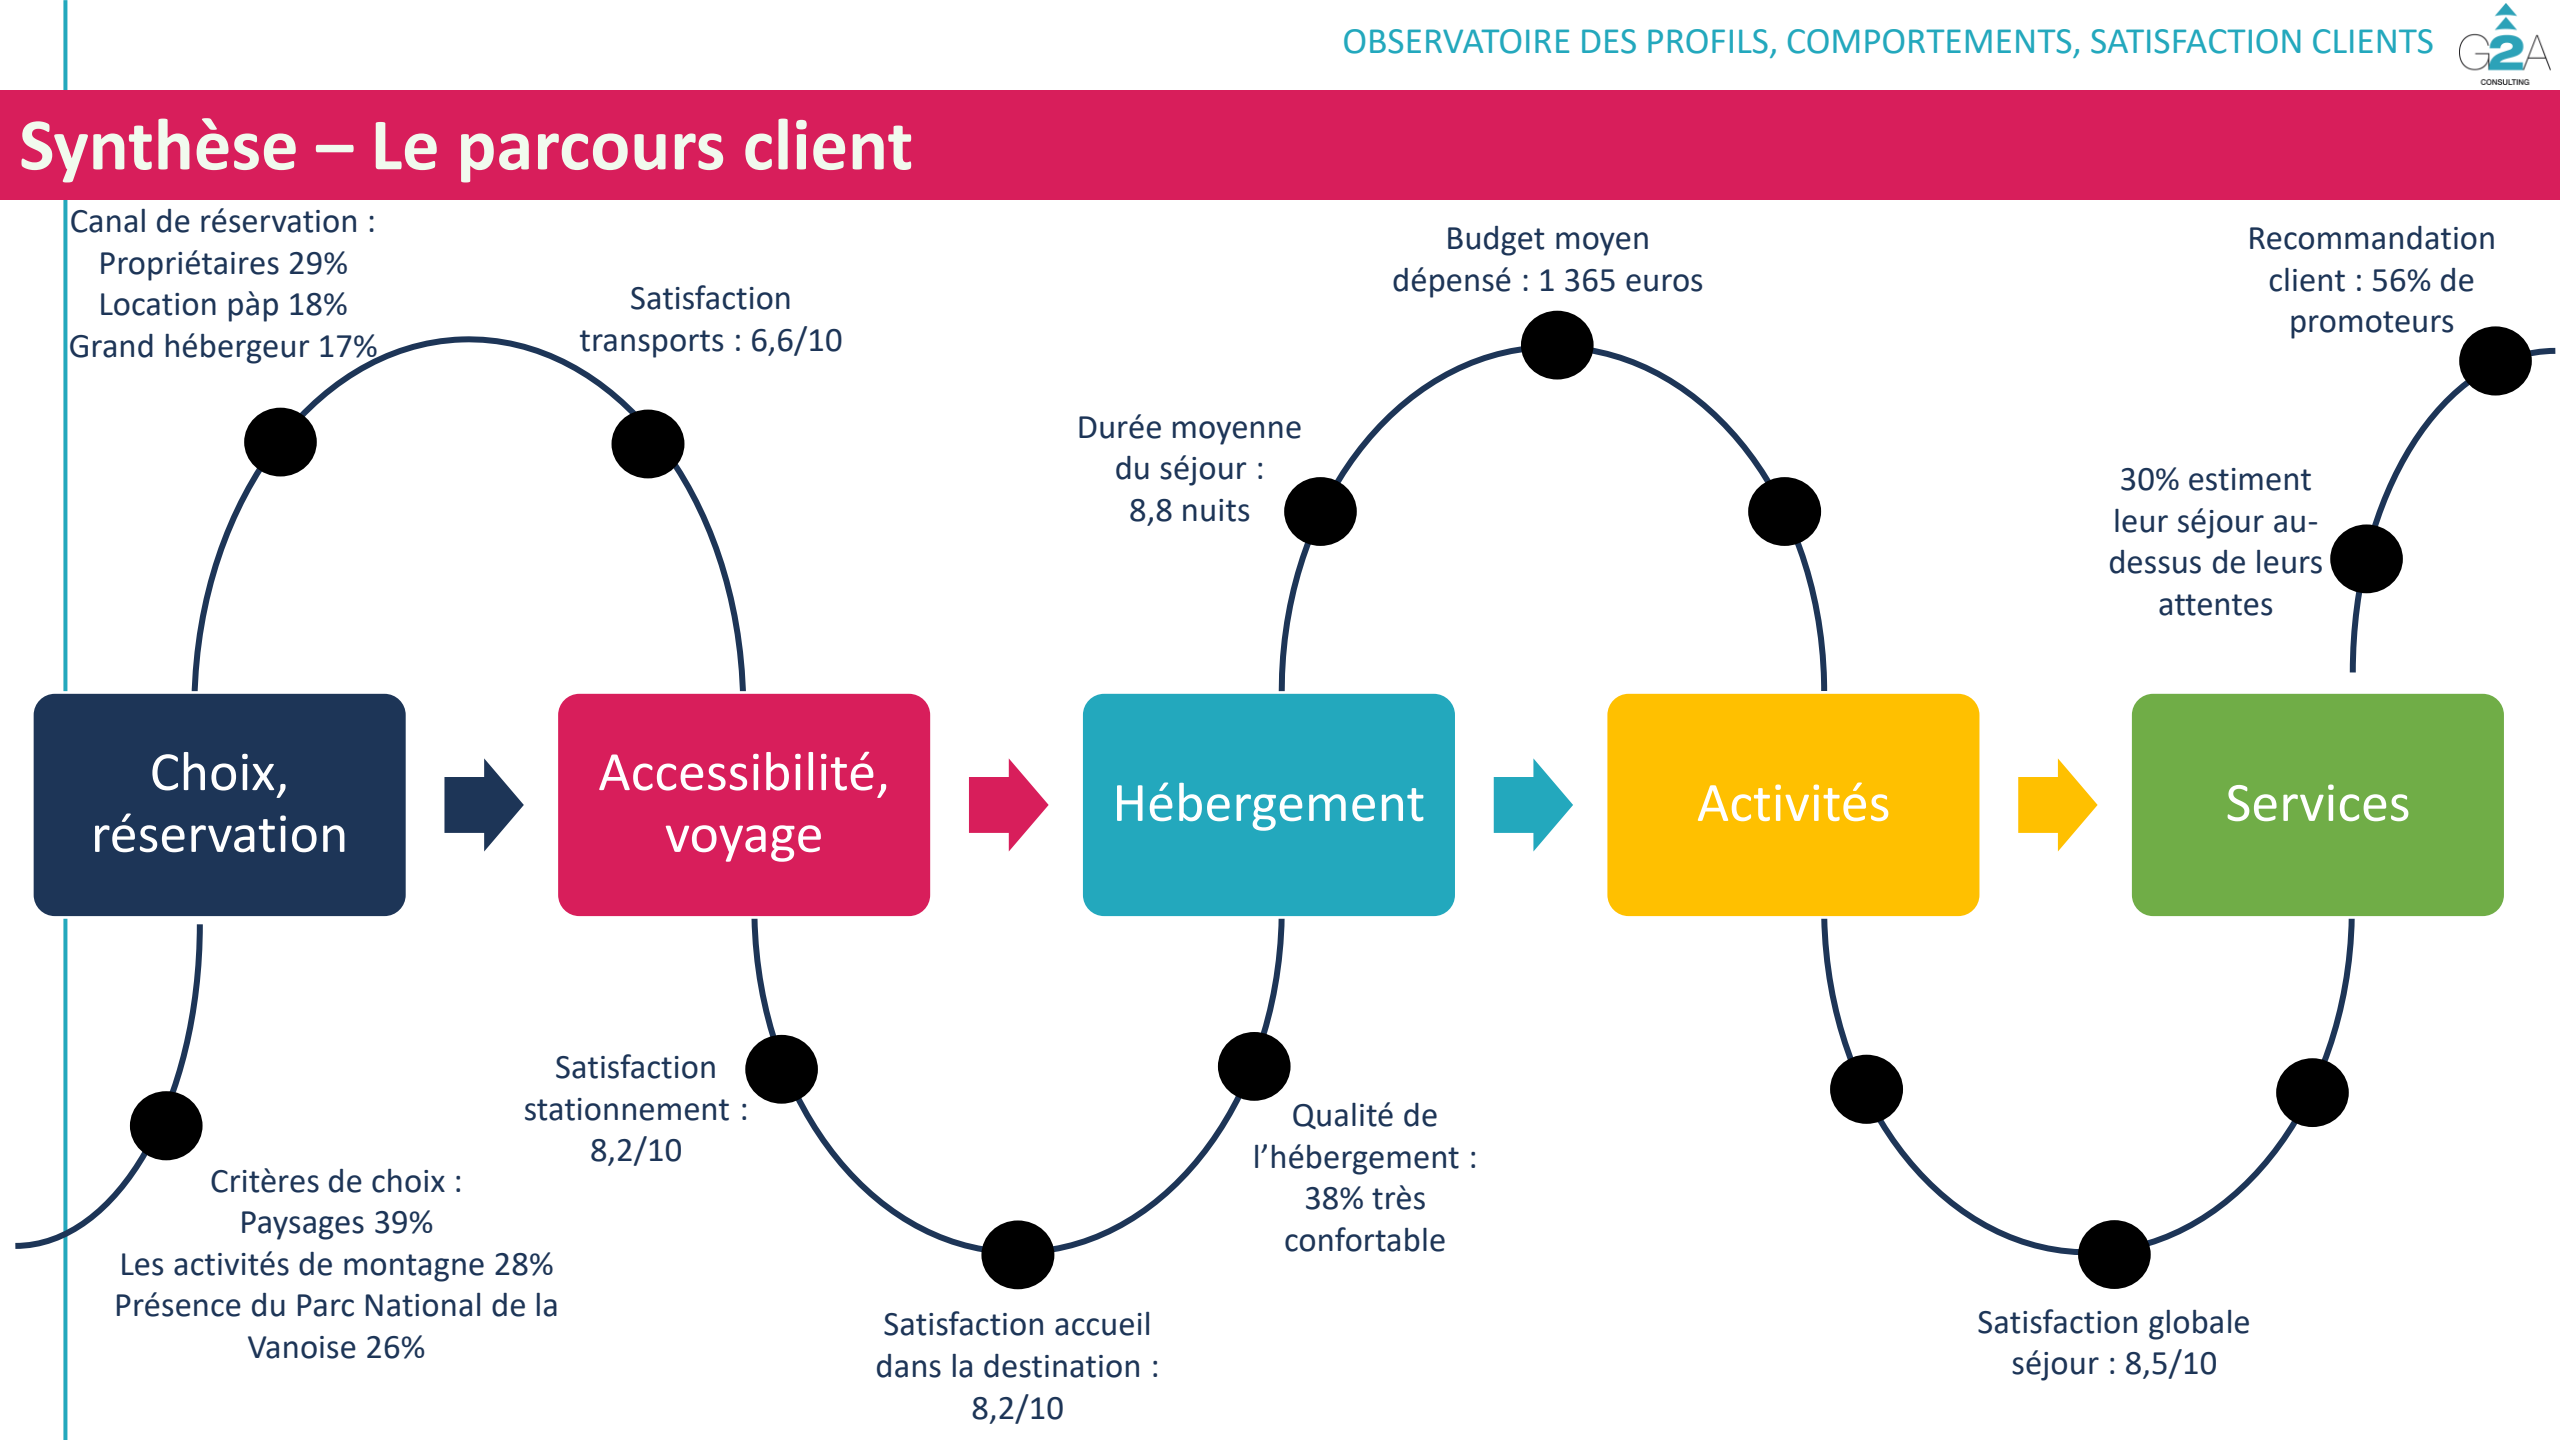 OBSERVATOIRE DES PROFILS, COMPORTEMENTS, SATISFACTION CLIENTS
G2A
CONSULTING
Synthèse – Le parcours client
Canal de réservation :
Propriétaires 29%
Location pàp 18%
Grand hébergeur 17%
Satisfaction
transports : 6,6/10
Durée moyenne
du séjour :
8,8 nuits
Budget moyen
dépensé : 1 365 euros
Recommandation
client : 56% de
promoteurs
30% estiment
leur séjour au-
dessus de leurs
attentes
Choix,
réservation
Accessibilité,
voyage
Hébergement
Activités
Services
Critères de choix :
Paysages 39%
Les activités de montagne 28%
Présence du Parc National de la
Vanoise 26%
Satisfaction
stationnement :
8,2/10
Satisfaction accueil
dans la destination :
8,2/10
Qualité de
l’hébergement :
38% très
confortable
Satisfaction globale
séjour : 8,5/10